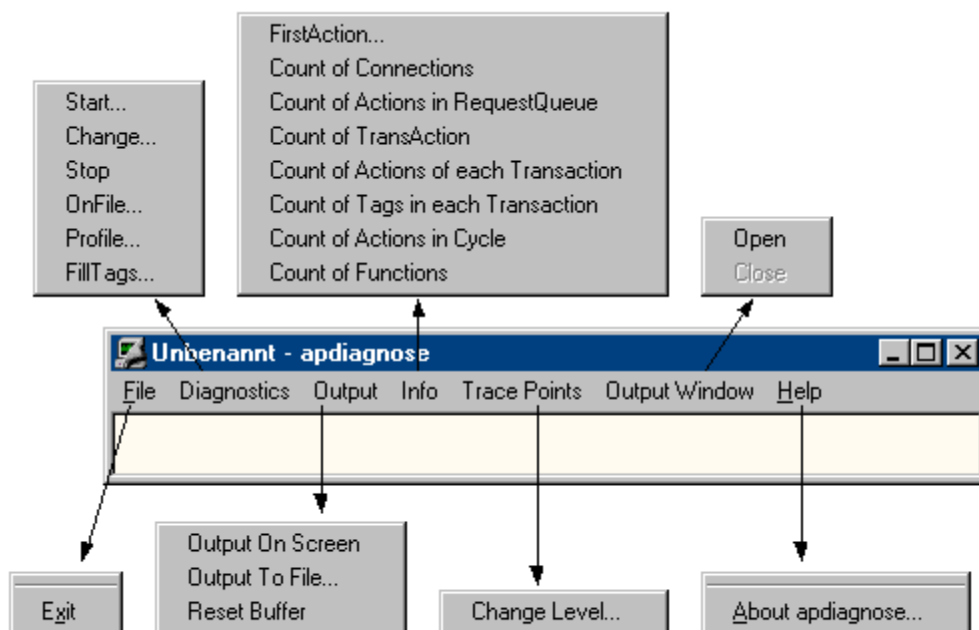 FirstAction...
Count of Connections
Count of Actions in RequestQueue
Count of TransAction
Count of Actions of each Transaction
Count of Tags in each Transaction
Count of Actions in Cycle
Count of Functions
Start...
Change...
Stop
OnFile...
Profile...
FillTags...
Open
Close
Unbenannt - apdiagnose
File Diagnostics Output Info Trace Points Output Window Help
Output On Screen
Output To File...
Reset Buffer
Exit
Change Level...
About apdiagnose...